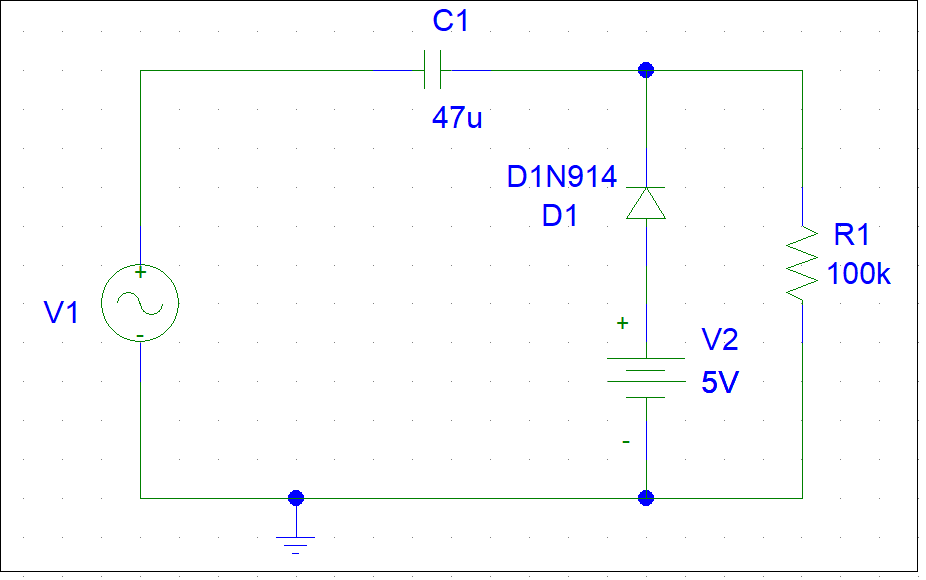 C1
47u
D1N914
D1
R1
100k
+
-
V1
+
V2
5V
-